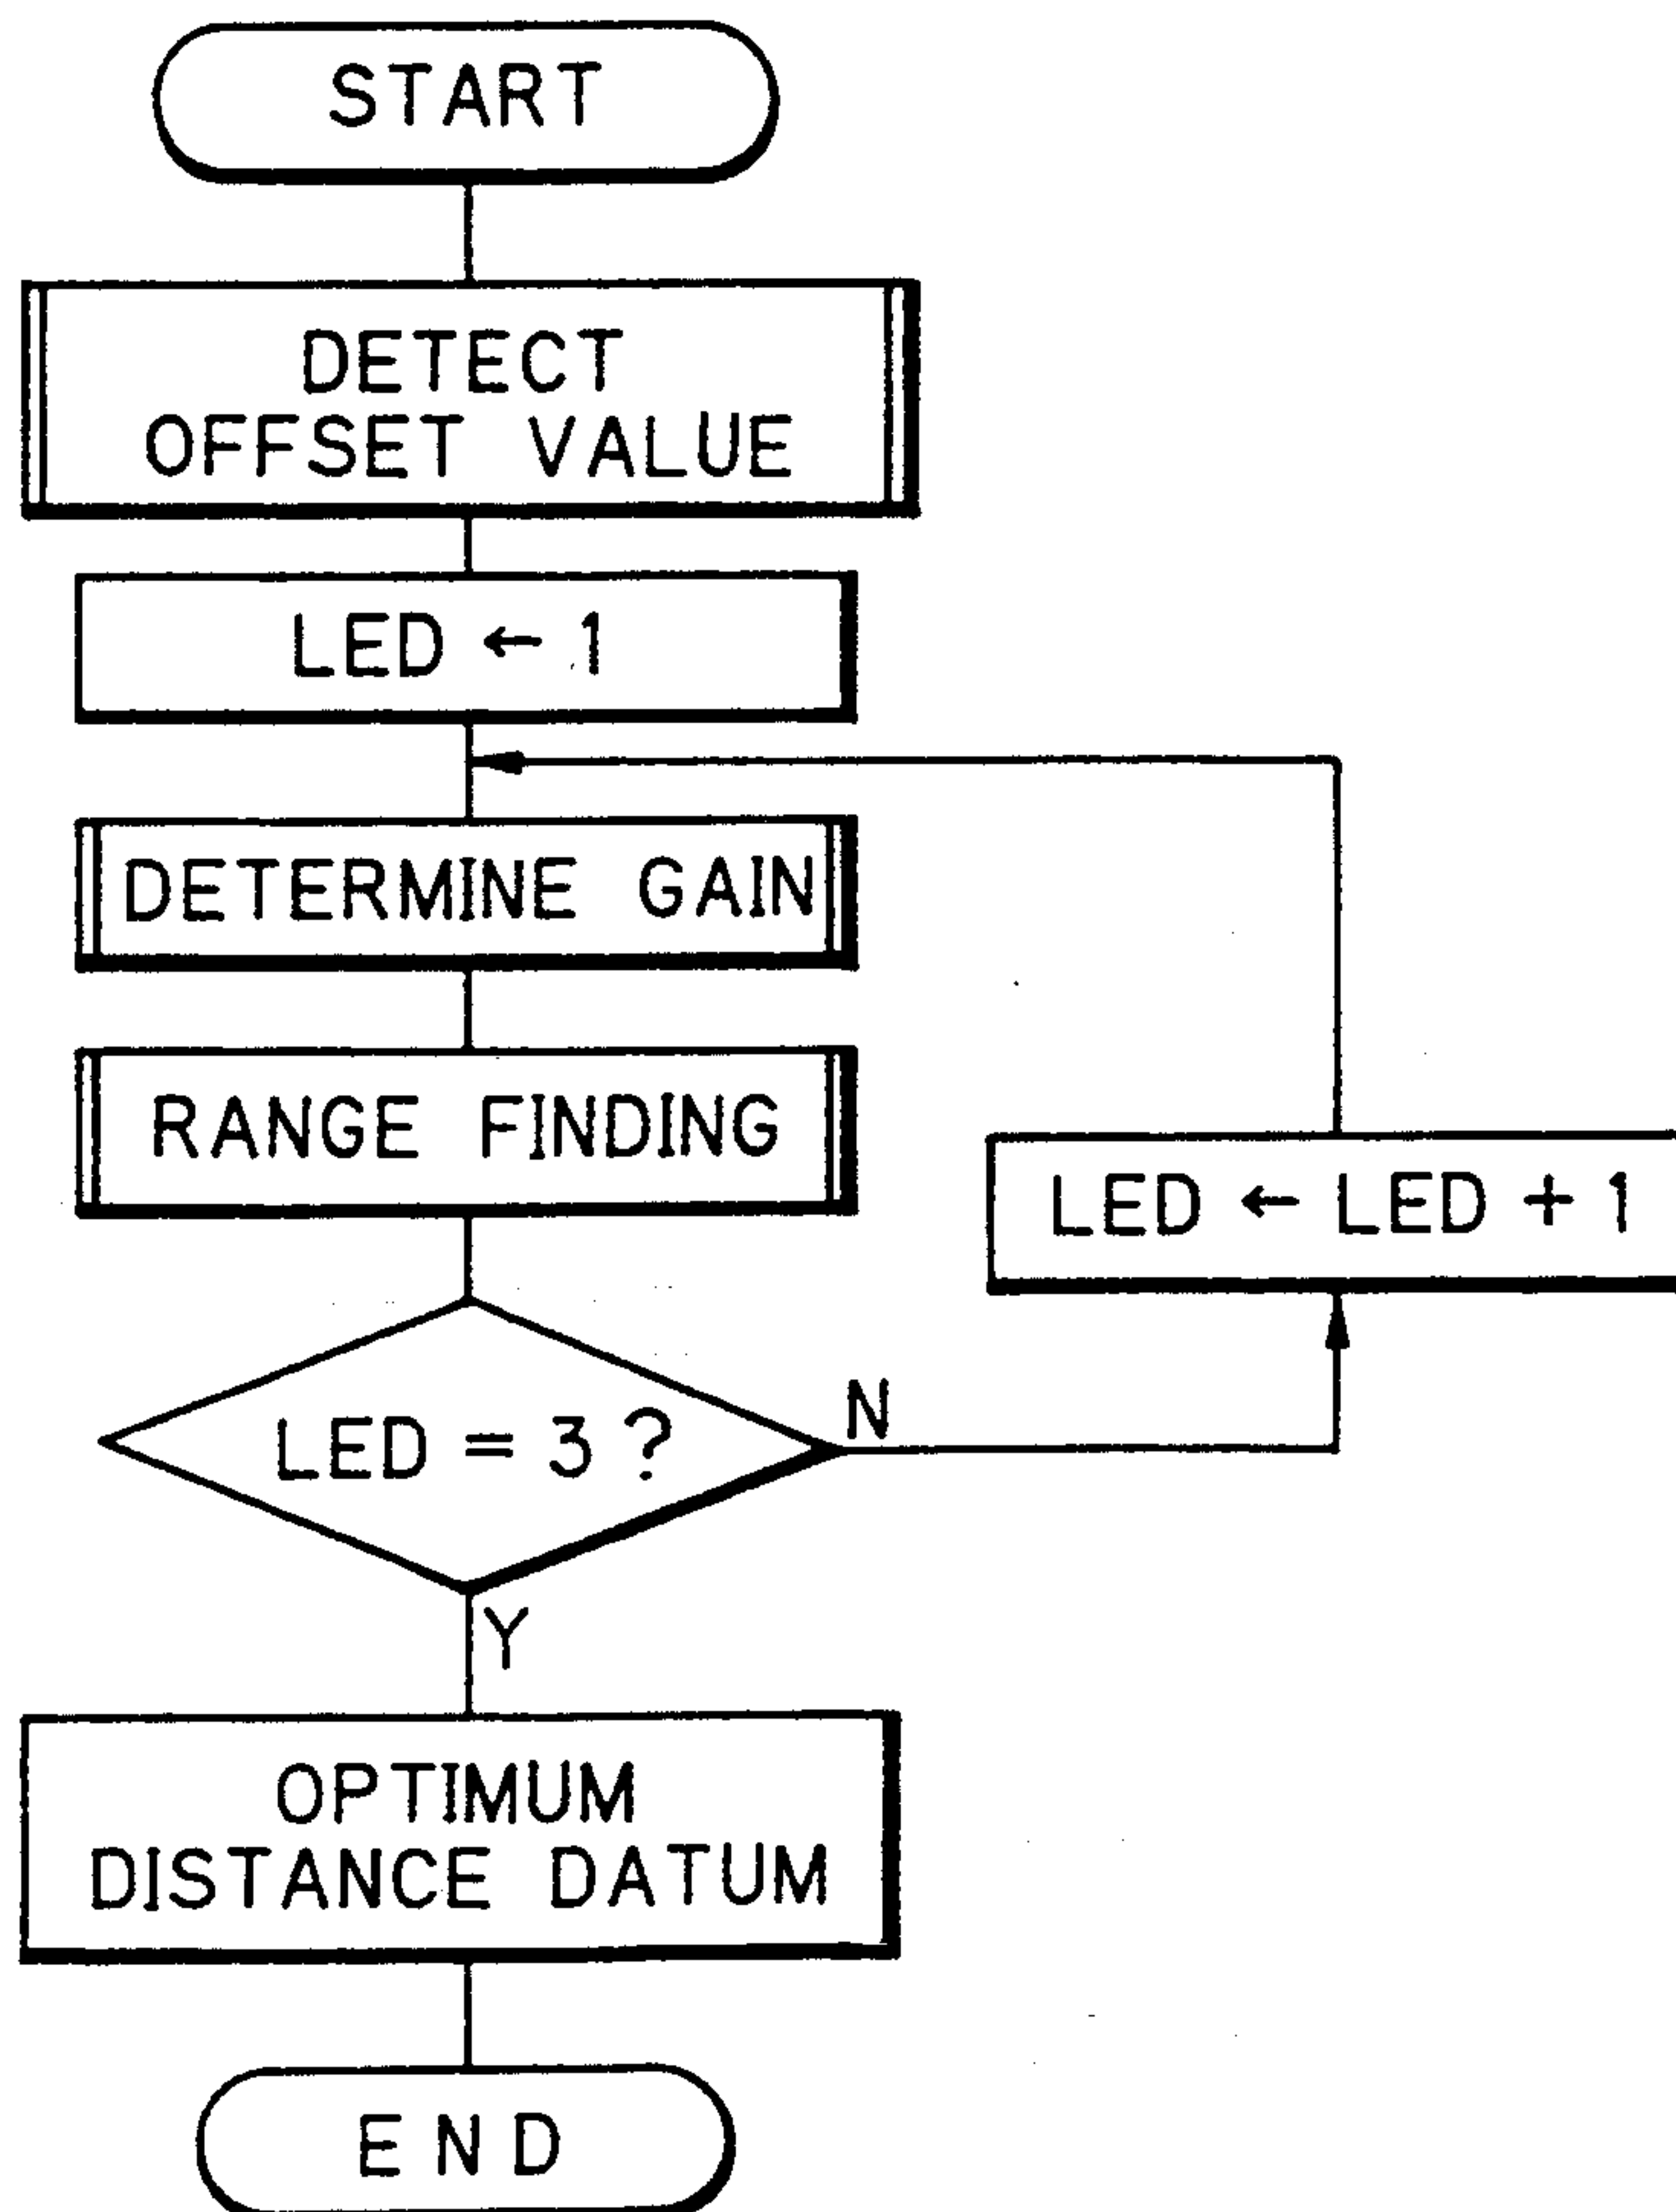 START
DETECT
OFFSET VALUE
LED ← 1
DETERMINE GAIN
RANGE FINDING
LED ← LED + 1
LED = 3 ?
N
Y
OPTIMUM
DISTANCE DATUM
END